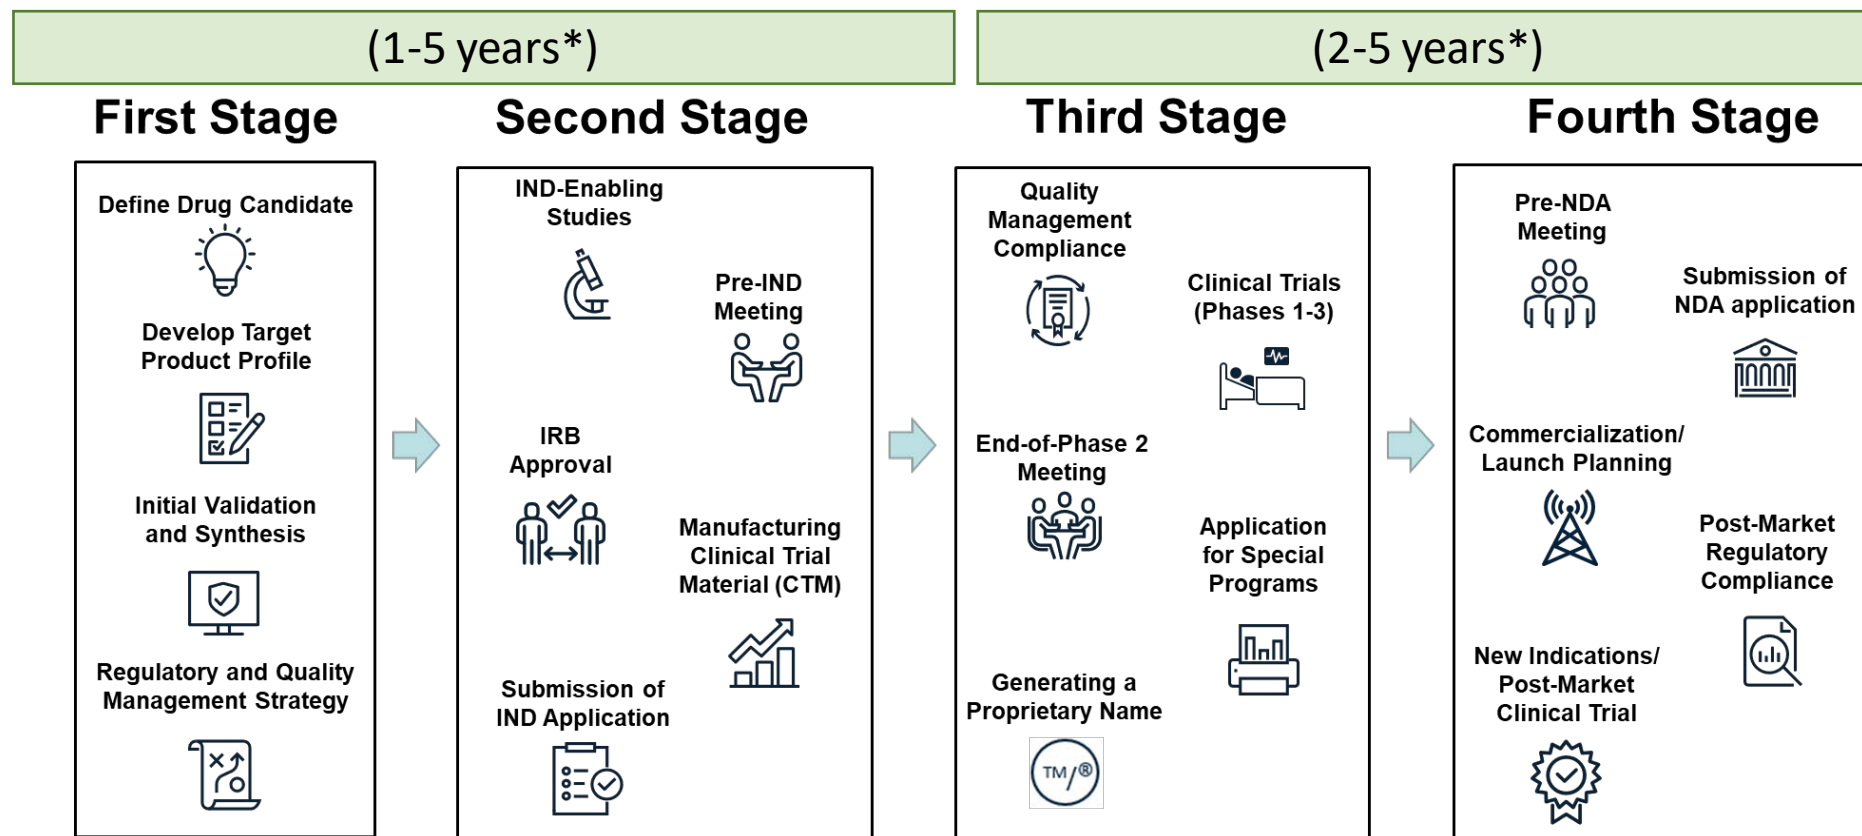 (1-5 years*)
(2-5 years*)
First Stage
Second Stage
Third Stage
Fourth Stage
Define Drug Candidate
Develop Target
Product Profile
Initial Validation
and Synthesis
Regulatory and Quality
Management Strategy
IND-Enabling
Studies
Pre-IND
Meeting
IRB
Approval
Manufacturing
Clinical Trial
Material (CTM)
Submission of
IND Application
Quality
Management
Compliance
Clinical Trials
(Phases 1-3)
End-of-Phase 2
Meeting
Application
for Special
Programs
Generating a
Proprietary Name
TM/®
Pre-NDA
Meeting
Submission of
NDA application
Commercialization/
Launch Planning
Post-Market
Regulatory
Compliance
New Indications/
Post-Market
Clinical Trial